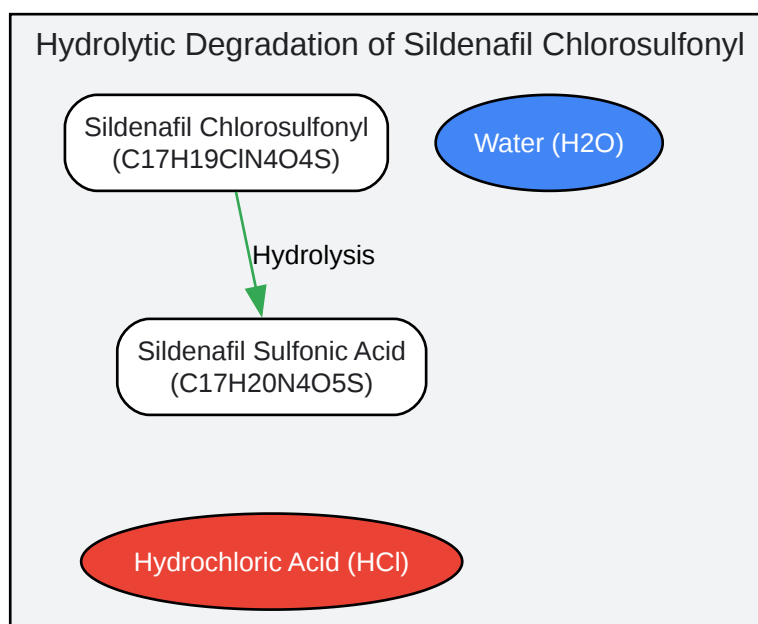 Hydrolytic Degradation of Sildenafil Chlorosulfonyl
Sildenafil Chlorosulfonyl
(C17H19ClN4O4S)
Water (H2O)
Hydrolysis
Sildenafil Sulfonic Acid
(C17H20N4O5S)
Hydrochloric Acid (HCl)